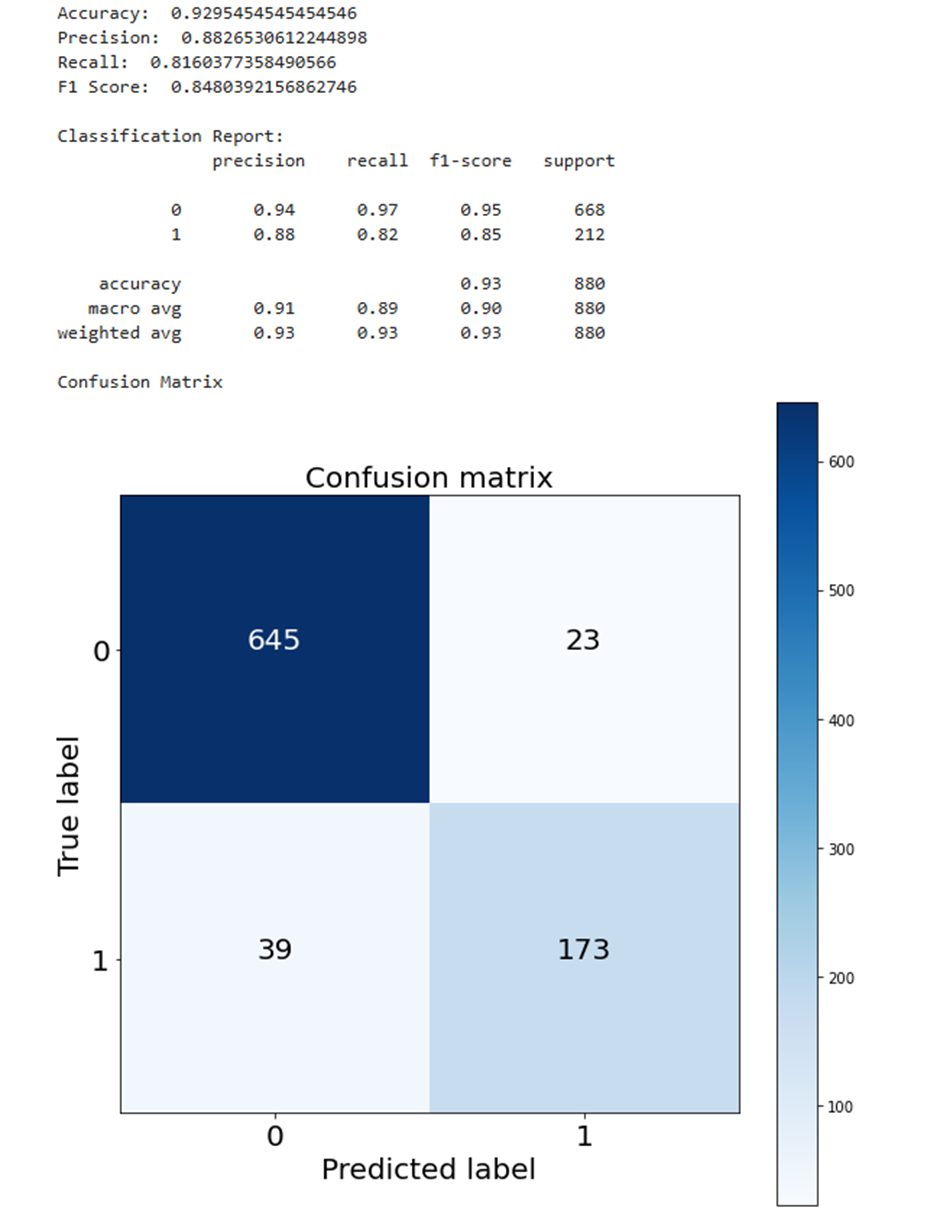 Accuracy:  0.9295454545454546
Precision:  0.8826530612244898
Recall:  0.8160377358490566
F1 Score:  0.8480392156862746
Classification Report:
precision    recall  f1-score   support
0       0.94      0.97      0.95       668
1       0.88      0.82      0.85       212
accuracy                           0.93       880
macro avg       0.91      0.89      0.90       880
weighted avg       0.93      0.93      0.93       880
Confusion Matrix
Confusion matrix
600
500
400
300
200
100
645 23
39 173
0
1
True label
0 1
Predicted label